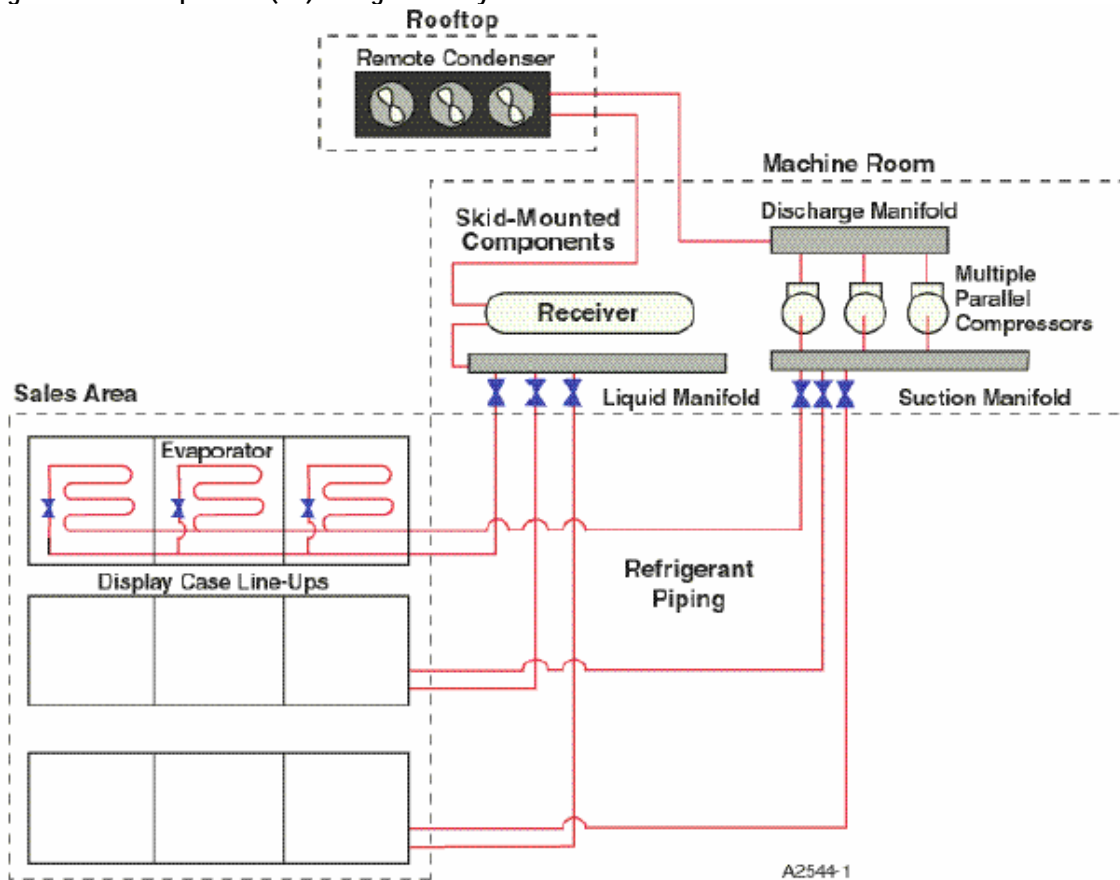 Rooftop
Remote Condenser
Machine Room
Skid-Mounted
Components
Discharge Manifold
Multiple
Parallel
Compressors
Receiver
Liquid Manifold
Suction Manifold
Sales Area
Evaporator
Display Case Line-Ups
Refrigerant
Piping
A2544-1